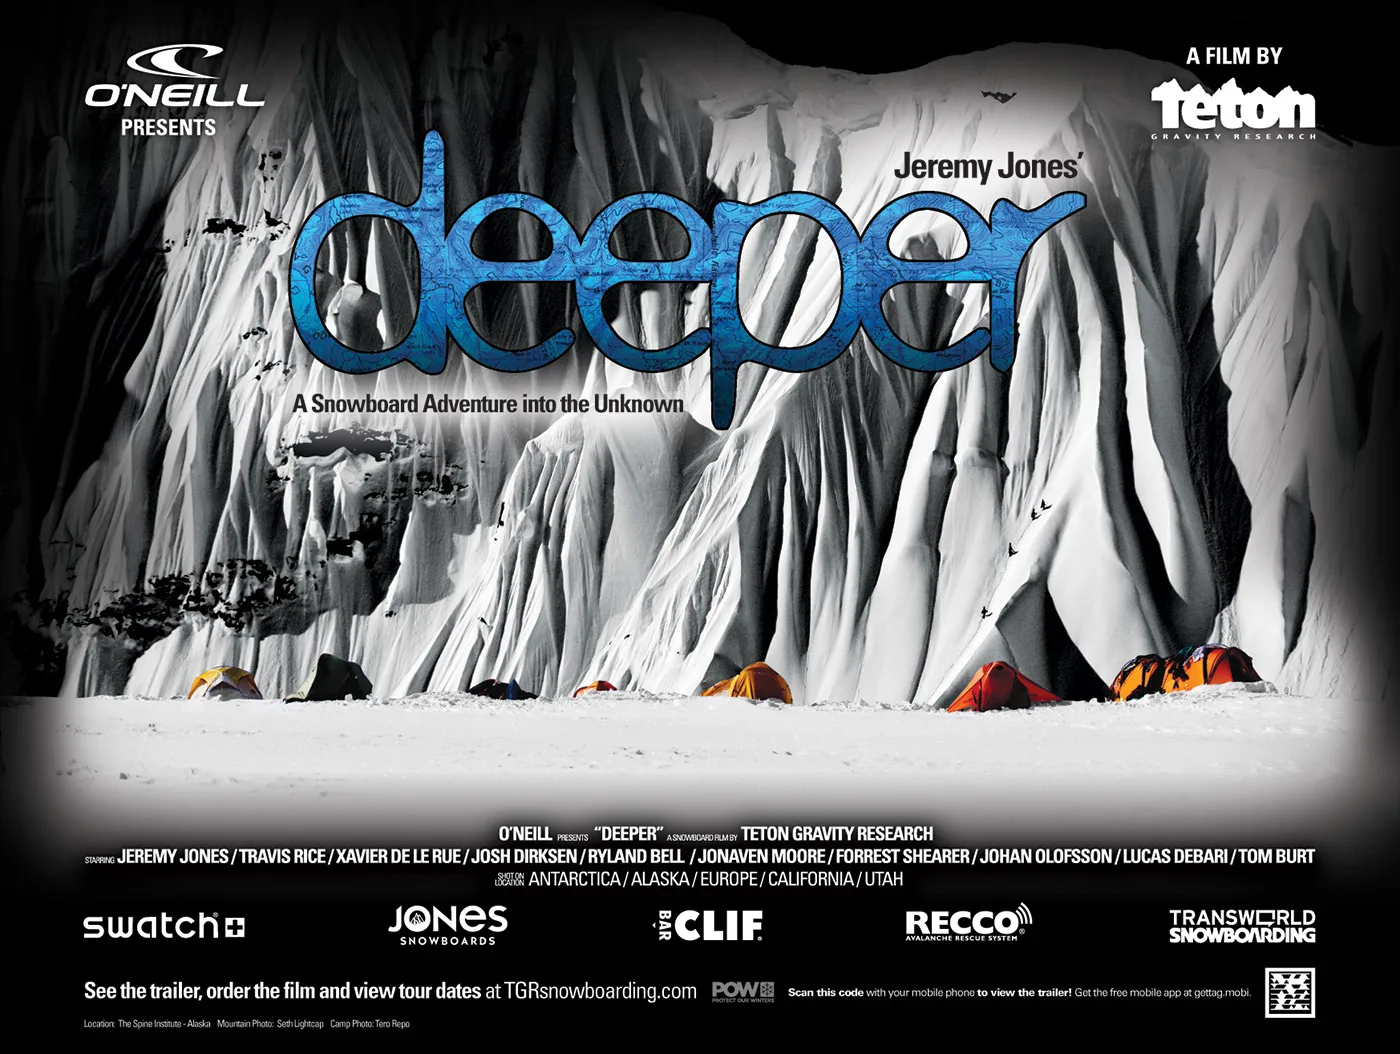 O'NEILL
PRESENTS
A FILM BY
Teton
GRAVITY RESEARCH
Jeremy Jones'
deeper
A Snowboard Adventure into the Unknown
O'NEILL PRESENTS "DEEPER" A SNOWBOARD FILM BY TETON GRAVITY RESEARCH
STARRING JEREMY JONES / TRAVIS RICE / XAVIER DE LE RUE / JOSH DIRKSEN / RYLAND BELL / JONAVEN MOORE / FORREST SHEARER / JOHAN OLOFSSON / LUCAS DEBARI / TOM BURT
SHOT ON LOCATION ANTARCTICA / ALASKA / EUROPE / CALIFORNIA / UTAH
swatch
JONES
SNOWBOARDS
CLIF BAR
RECCO®
AVALANCHE RESCUE SYSTEM
TRANSWORLD
SNOWBOARDING
See the trailer, order the film and view tour dates at TGRsnowboarding.com
POW
PROTECT OUR WINTERS
Scan this code with your mobile phone to view the trailer! Get the free mobile app at gettag.mobi.
Location: The Spine Institute - Alaska Mountain Photo: Seth Lightcap Camp Photo: Tero Repo